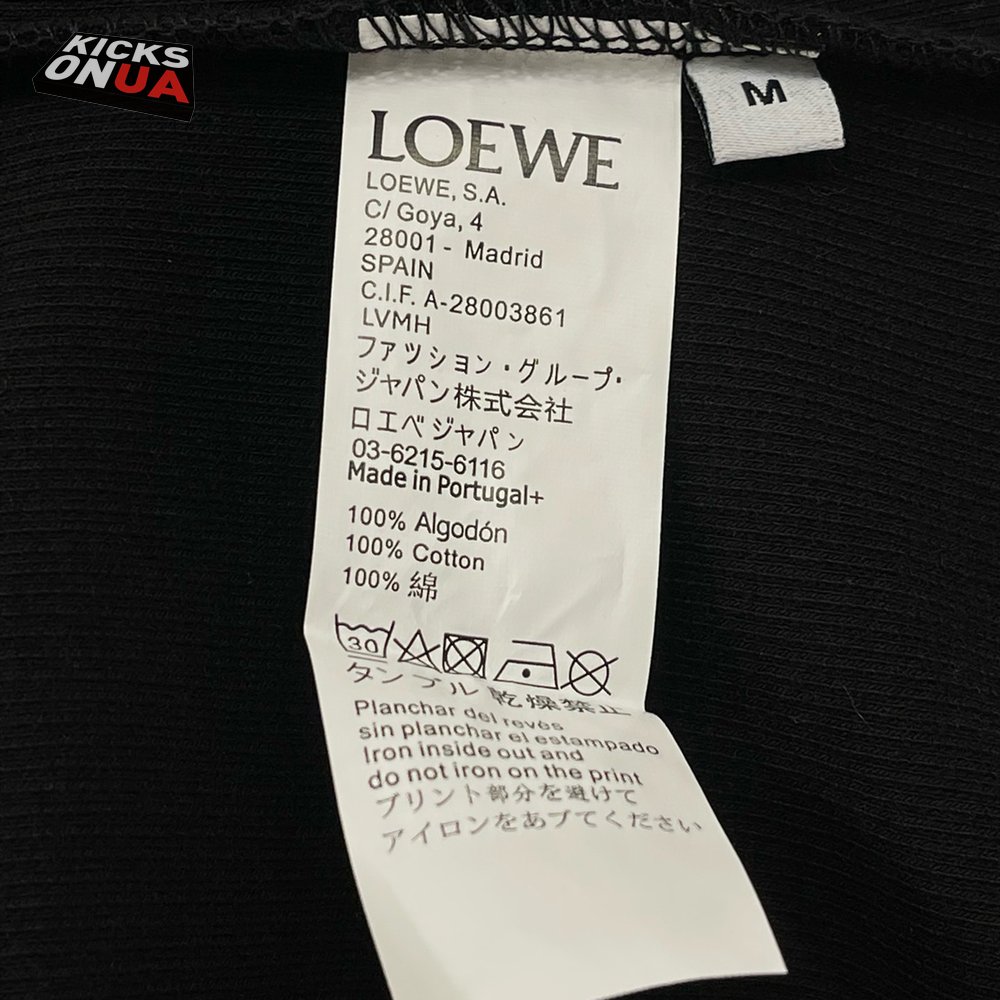 KICKS
ONUA
M
LOEWE
LOEWE, S.A.
C/ Goya, 4
28001 - Madrid
SPAIN
C.I.F. A-28003861
LVMH
ファツション・グループ・
ジャパン株式会社
ロエベジャパン
03-6215-6116
Made in Portugal+
100% Algodón
100% Cotton
100% 綿
30
タンブル 乾燥禁止
Planchar del revés
sin planchar el estampado
Iron inside out and
do not iron on the print
プリント部分を避けて
アイロンをあブてください